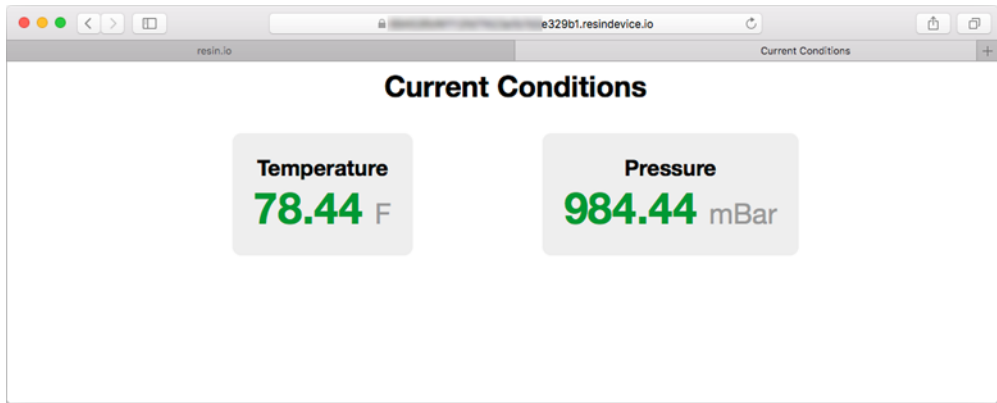 e329b1.resindevice.io
resin.io
Current Conditions
Current Conditions
Temperature
78.44 F
Pressure
984.44 mBar